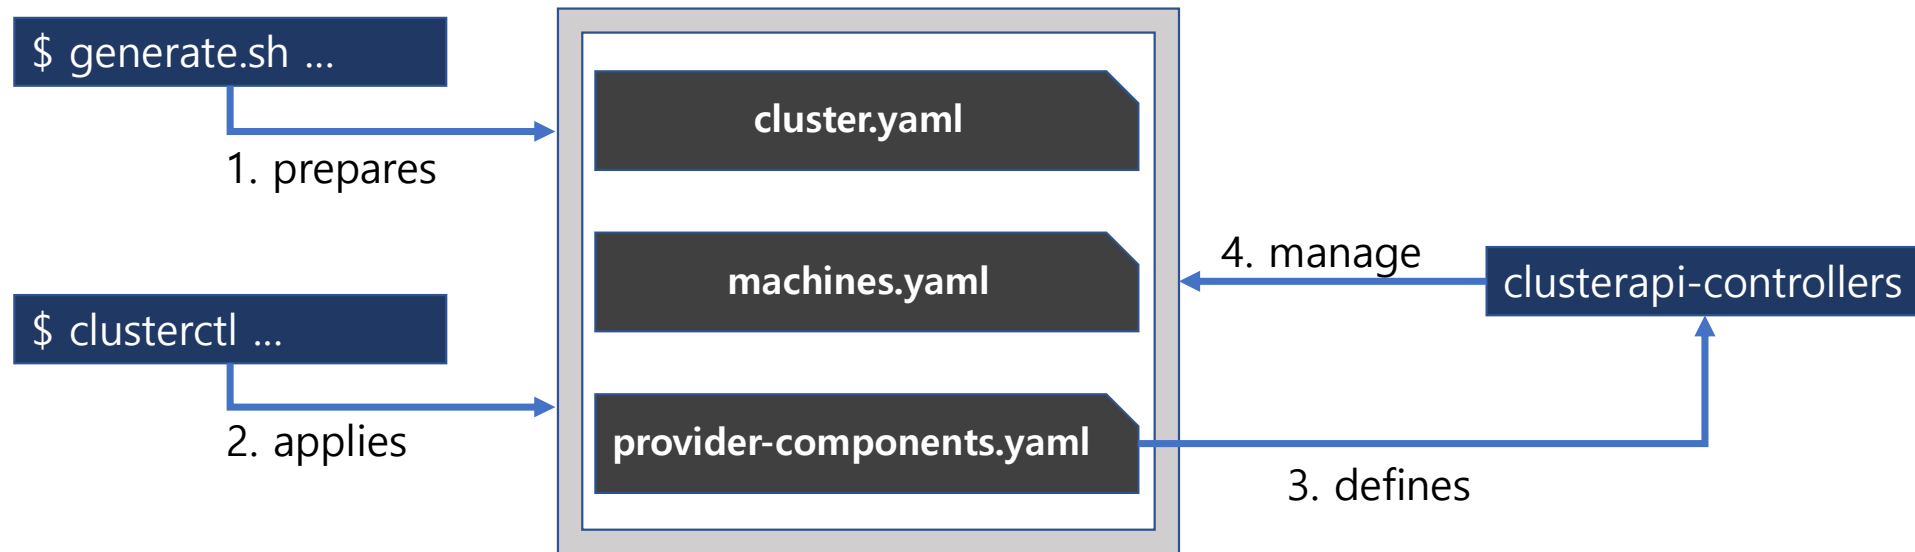 $ generate.sh ...
1. prepares
$ clusterctl ...
2. applies
cluster.yaml
machines.yaml
provider-components.yaml
4. manage
clusterapi-controllers
3. defines